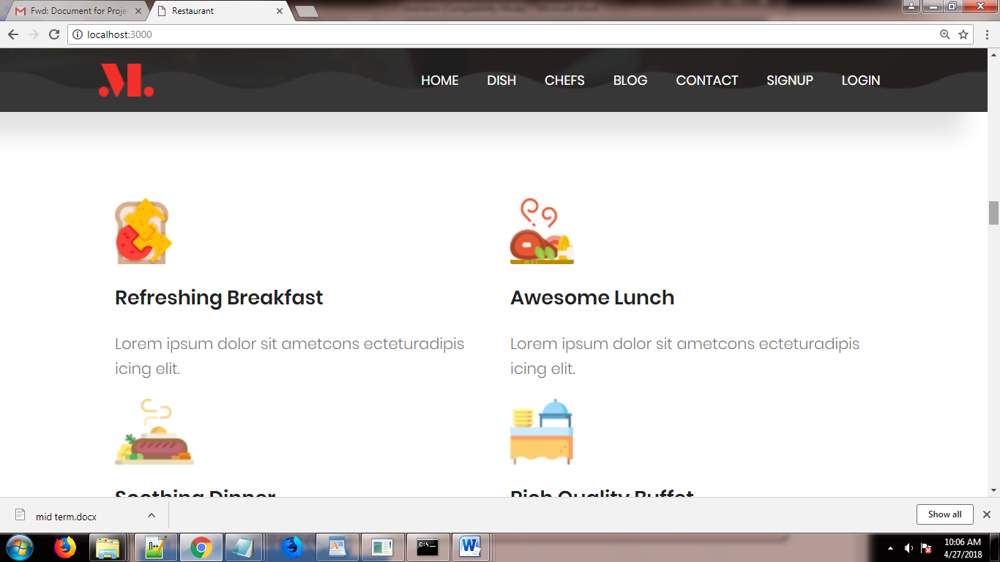 Fwd: Document for Proje
Restaurant
localhost:3000
M.
HOME DISH CHEFS BLOG CONTACT SIGNUP LOGIN
Refreshing Breakfast
Awesome Lunch
Lorem ipsum dolor sit ametcons ecteturadipis
icing elit.
Lorem ipsum dolor sit ametcons ecteturadipis
icing elit.
Soothing Dinner
Rich Quality Buffet
mid term.docx
Show all
10:06 AM
4/27/2018